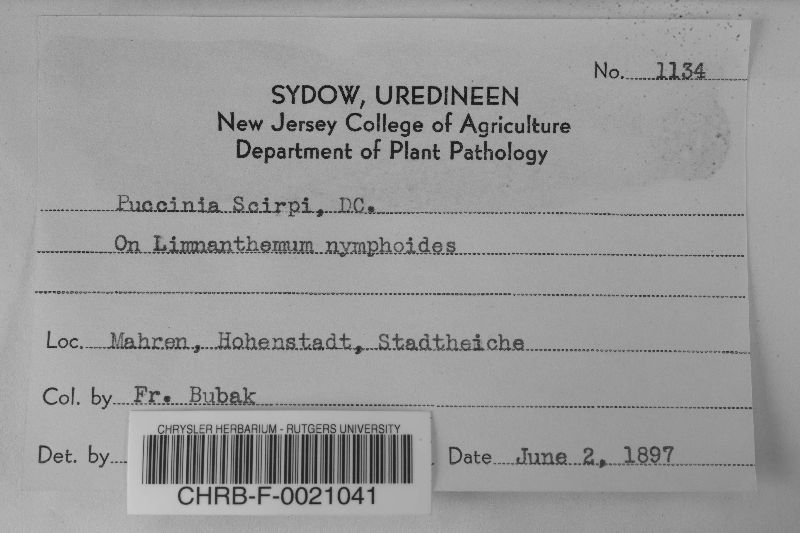 No. 1134
SYDOW, UREDINEEN
New Jersey College of Agriculture
Department of Plant Pathology
Puccinia Scirpi, DC.
On Limnanthemum nymphoides
Loc. Mahren, Hohenstadt, Stadtheiche
Col. by Fr. Bubak
Det. by
Date June 2, 1897
CHRYSLER HERBARIUM - RUTGERS UNIVERSITY
CHRB-F-0021041